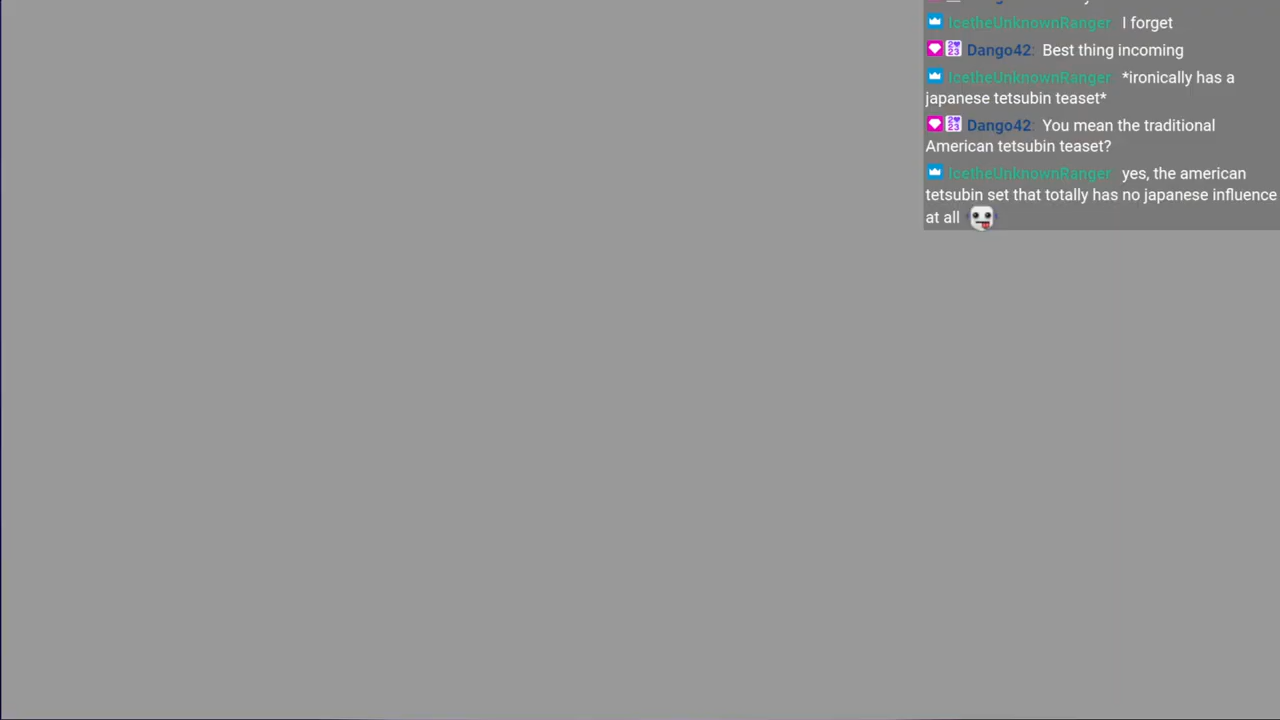 IcetheUnknownRanger I forget
Dango42: Best thing incoming
IcetheUnknownRanger *ironically has a
japanese tetsubin teaset*
Dango42: You mean the traditional
American tetsubin teaset?
IcetheUnknownRanger yes, the american
tetsubin set that totally has no japanese influence
at all